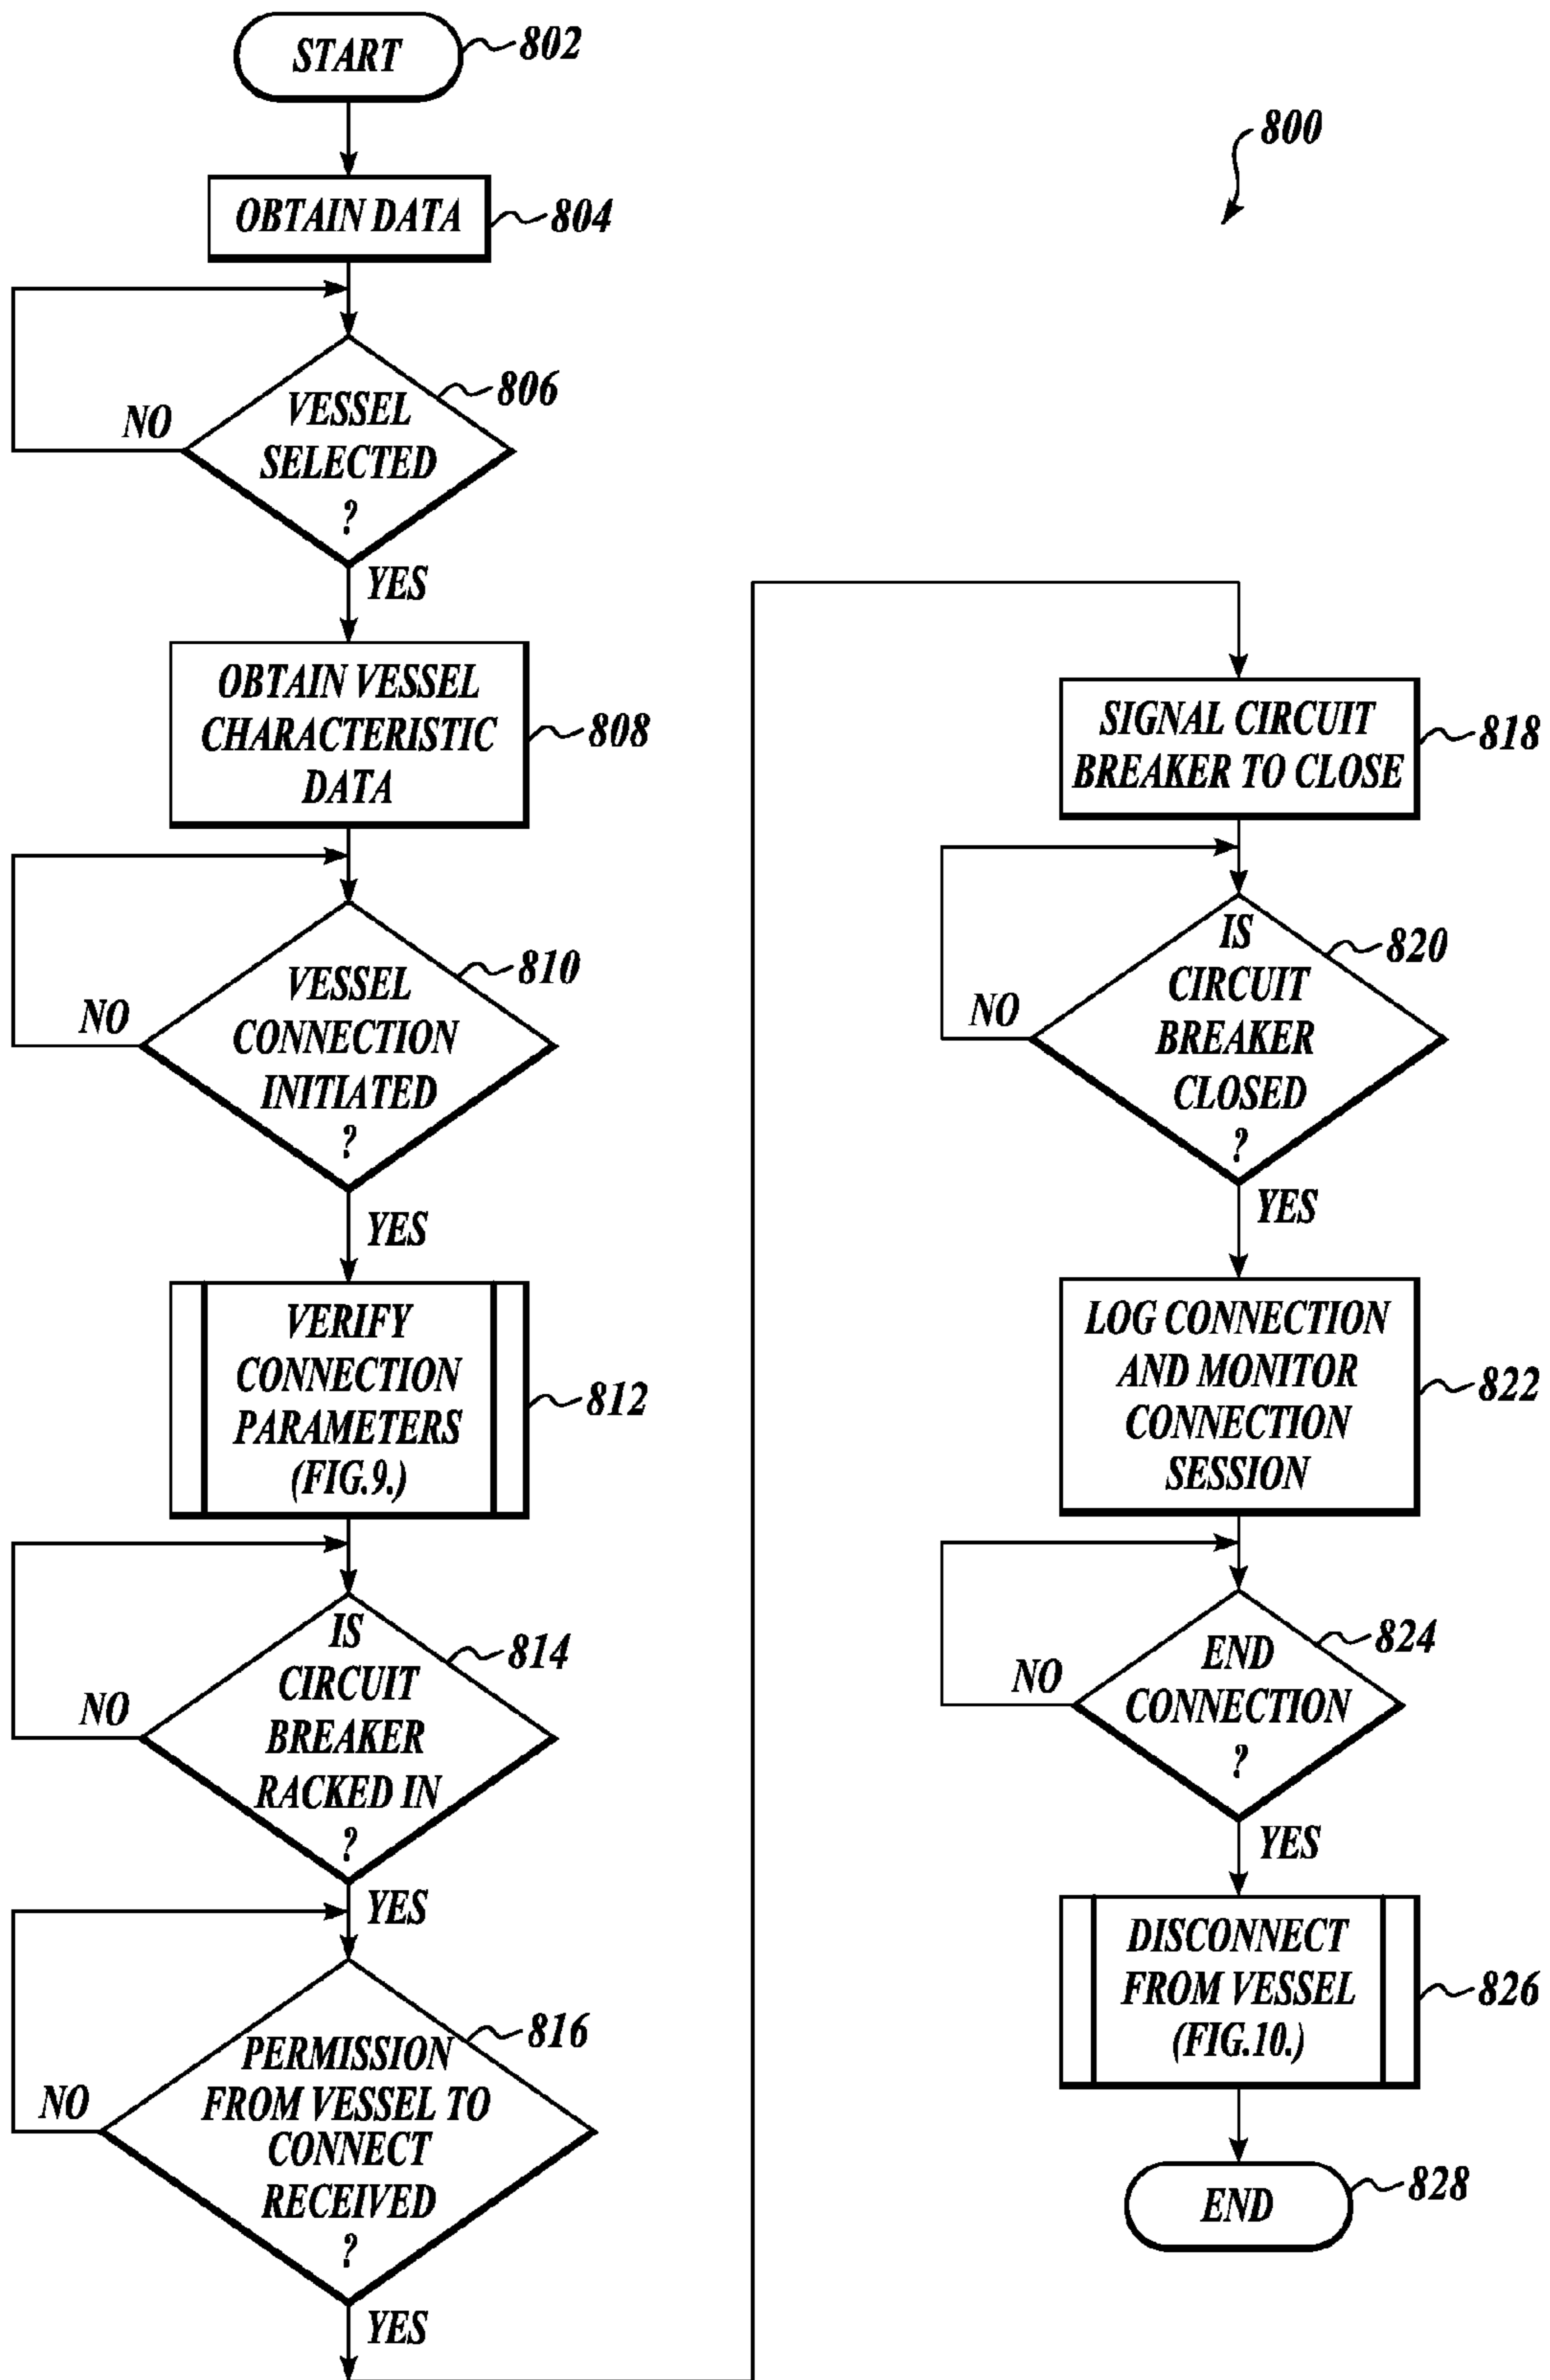 START
802
800
OBTAIN DATA
804
VESSEL
SELECTED
?
806
NO
YES
OBTAIN VESSEL
CHARACTERISTIC
DATA
808
VESSEL
CONNECTION
INITIATED
?
810
NO
YES
VERIFY
CONNECTION
PARAMETERS
(FIG.9.)
812
IS
CIRCUIT
BREAKER
RACKED IN
?
814
NO
YES
PERMISSION
FROM VESSEL TO
CONNECT
RECEIVED
?
816
NO
YES
SIGNAL CIRCUIT
BREAKER TO CLOSE
818
IS
CIRCUIT
BREAKER
CLOSED
?
820
NO
YES
LOG CONNECTION
AND MONITOR
CONNECTION
SESSION
822
END
CONNECTION
?
824
NO
YES
DISCONNECT
FROM VESSEL
(FIG.10.)
826
END
828